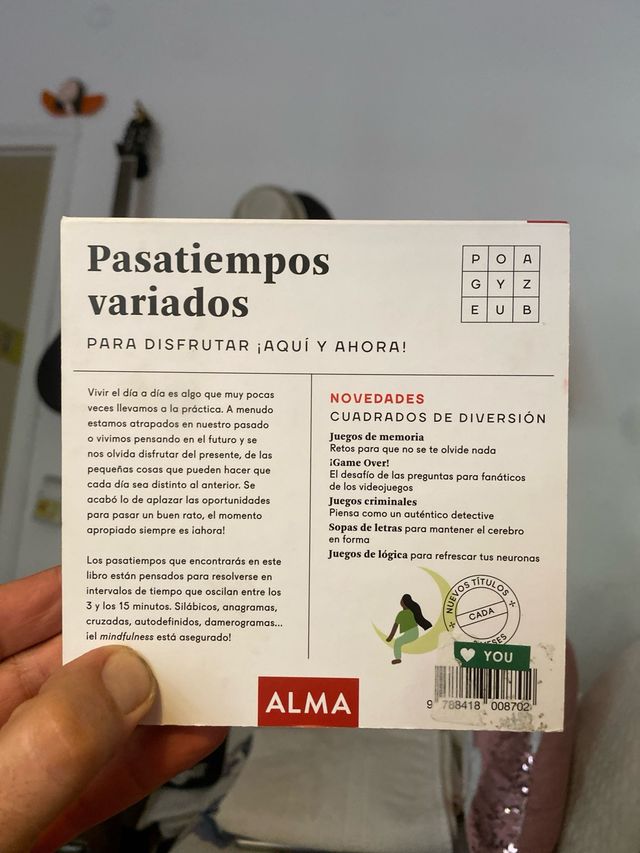 Pasatiempos
variados
PARA DISFRUTAR ¡AQUÍ Y AHORA!
P O A
G Y Z
E U B
Vivir el día a día es algo que muy pocas
veces llevamos a la práctica. A menudo
estamos atrapados en nuestro pasado
o vivimos pensando en el futuro y se
nos olvida disfrutar del presente, de las
pequeñas cosas que pueden hacer que
cada día sea distinto al anterior. Se
acabó lo de aplazar las oportunidades
para pasar un buen rato, el momento
apropiado siempre es ¡ahora!
Los pasatiempos que encontrarás en este
libro están pensados para resolverse en
intervalos de tiempo que oscilan entre los
3 y los 15 minutos. Silábicos, anagramas,
cruzadas, autodefinidos, damerogramas...
¡el mindfulness está asegurado!
NOVEDADES
CUADRADOS DE DIVERSIÓN
Juegos de memoria
Retos para que no se te olvide nada
¡Game Over!
El desafío de las preguntas para fanáticos
de los videojuegos
Juegos criminales
Piensa como un auténtico detective
Sopas de letras para mantener el cerebro
en forma
Juegos de lógica para refrescar tus neuronas
NUEVOS TÍTULOS
CADA
YOU
ALMA
9 788418 008702